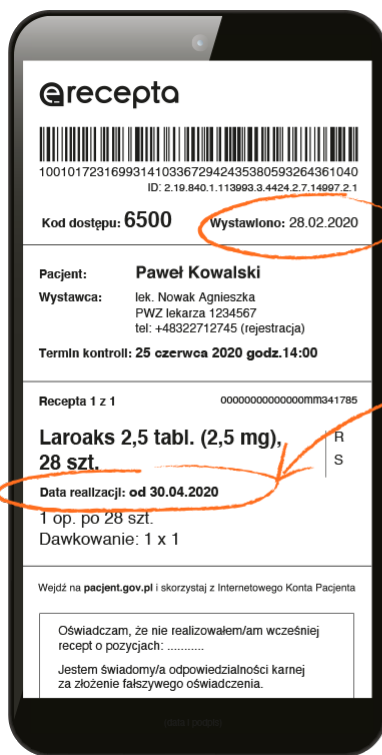 erecepta
10010172316993141033672942435380593264361040
ID: 2.19.840.1.113993.3.4424.2.7.14997.2.1
Kod dostępu: 6500
Wystawiono: 28.02.2020
Pacjent: Paweł Kowalski
Wystawca: lek. Nowak Agnieszka
PWZ lekarza 1234567
tel: +48322712745 (rejestracja)
Termin kontroli: 25 czerwca 2020 godz.14:00
Recepta 1 z 1
00000000000000mm341785
Laroaks 2,5 tabl. (2,5 mg),
28 szt.
R
S
Data realizacji: od 30.04.2020
1 op. po 28 szt.
Dawkowanie: 1 x 1
Wejdź na pacjent.gov.pl i skorzystaj z Internetowego Konta Pacjenta
Oświadczam, że nie realizowałem/am wcześniej
recept o pozycjach: ...........
Jestem świadomy/a odpowiedzialności karnej
za złożenie fałszywego oświadczenia.